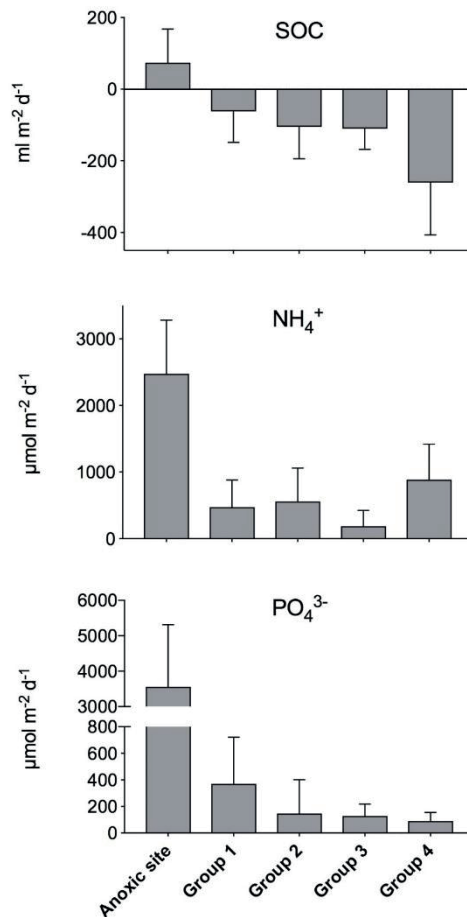 SOC
200
0
-200
-400
ml m⁻² d⁻¹
NH₄⁺
3000
2000
1000
0
µmol m⁻² d⁻¹
PO₄³⁻
6000
5000
4000
3000
800
600
400
200
0
µmol m⁻² d⁻¹
Anoxic site
Group 1
Group 2
Group 3
Group 4